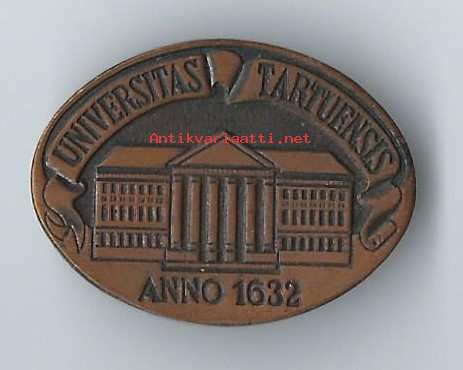 UNIVERSITAS TARTUENSIS
Antikvariaatti.net
ANNO 1632